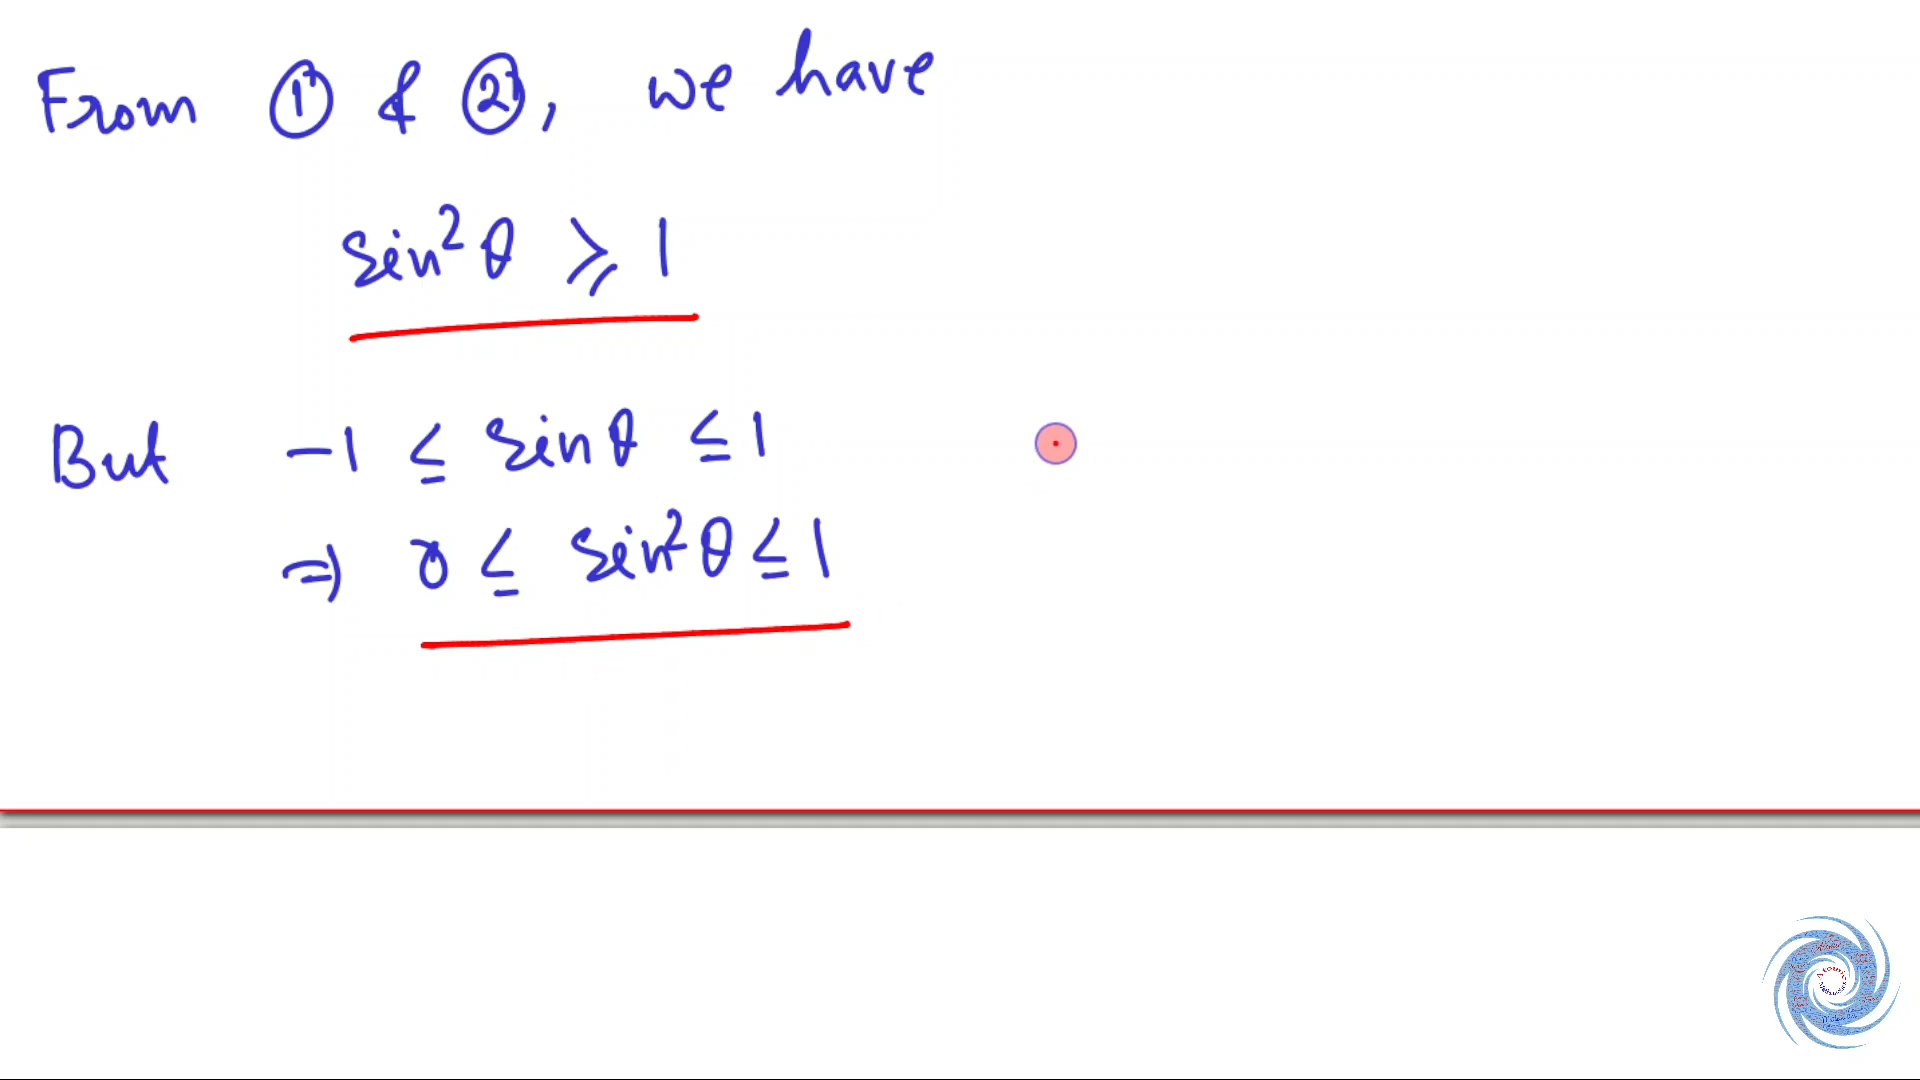 From ① & ②, we have
sin²θ ⩾ 1
But -1 ≤ sinθ ≤ 1
⇒ 0 ≤ sin²θ ≤ 1